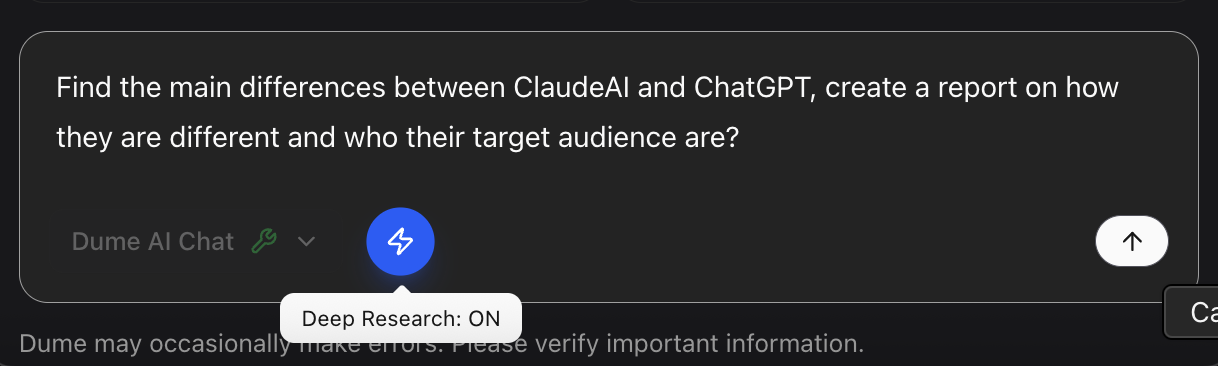 Find the main differences between ClaudeAI and ChatGPT, create a report on how
they are different and who their target audience are?
Dume AI Chat
Deep Research: ON
Ca
Dume may occasionally make errors. Please verify important information.